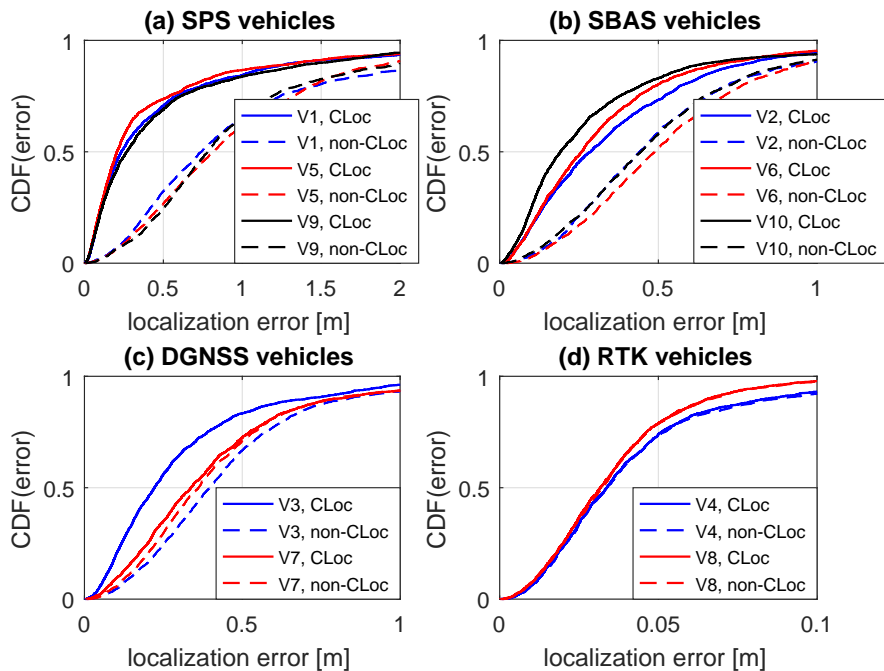 (a) SPS vehicles
1
0.5
0
CDF(error)
V1, CLoc
V1, non-CLoc
V5, CLoc
V5, non-CLoc
V9, CLoc
V9, non-CLoc
0 0.5 1 1.5 2
localization error [m]
(b) SBAS vehicles
1
0.5
0
CDF(error)
V2, CLoc
V2, non-CLoc
V6, CLoc
V6, non-CLoc
V10, CLoc
V10, non-CLoc
0 0.5 1
localization error [m]
(c) DGNSS vehicles
1
0.5
0
CDF(error)
V3, CLoc
V3, non-CLoc
V7, CLoc
V7, non-CLoc
0 0.5 1
localization error [m]
(d) RTK vehicles
1
0.5
0
CDF(error)
V4, CLoc
V4, non-CLoc
V8, CLoc
V8, non-CLoc
0 0.05 0.1
localization error [m]